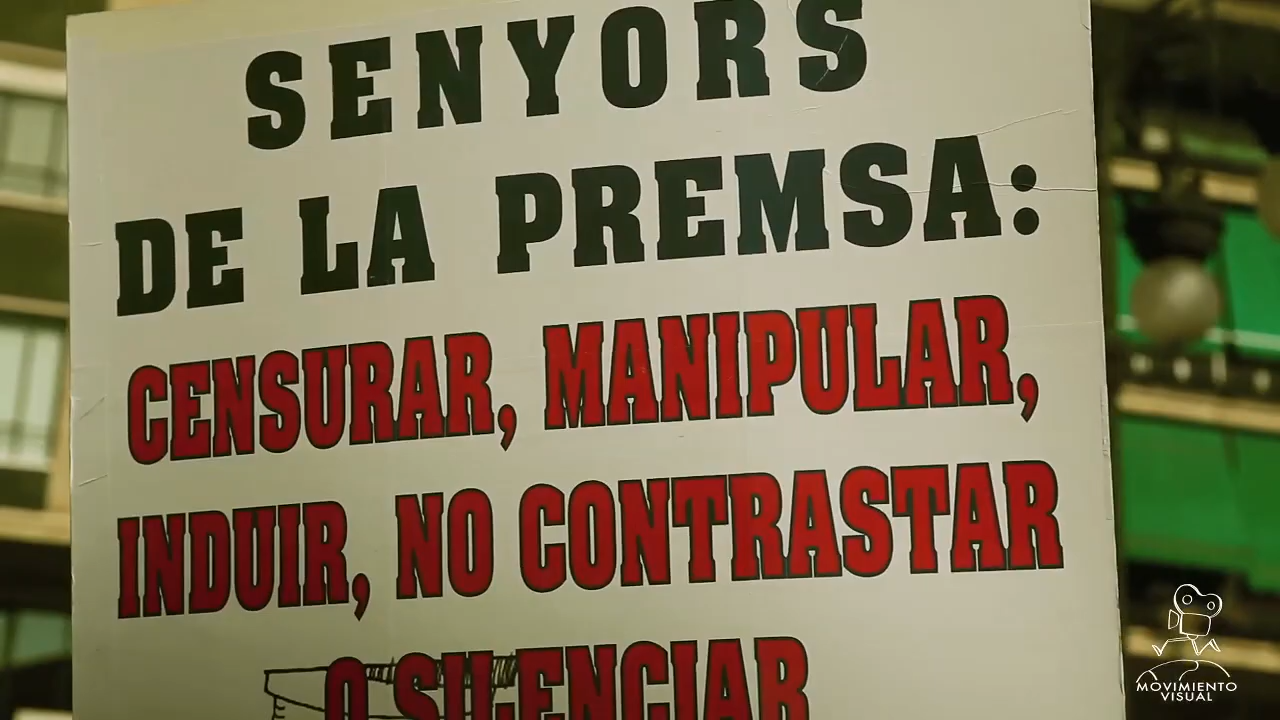 SENYORS
DE LA PREMSA:
CENSURAR, MANIPULAR,
INDUIR, NO CONTRASTAR
O SILENCIAR
MOVIMIENTO
VISUAL